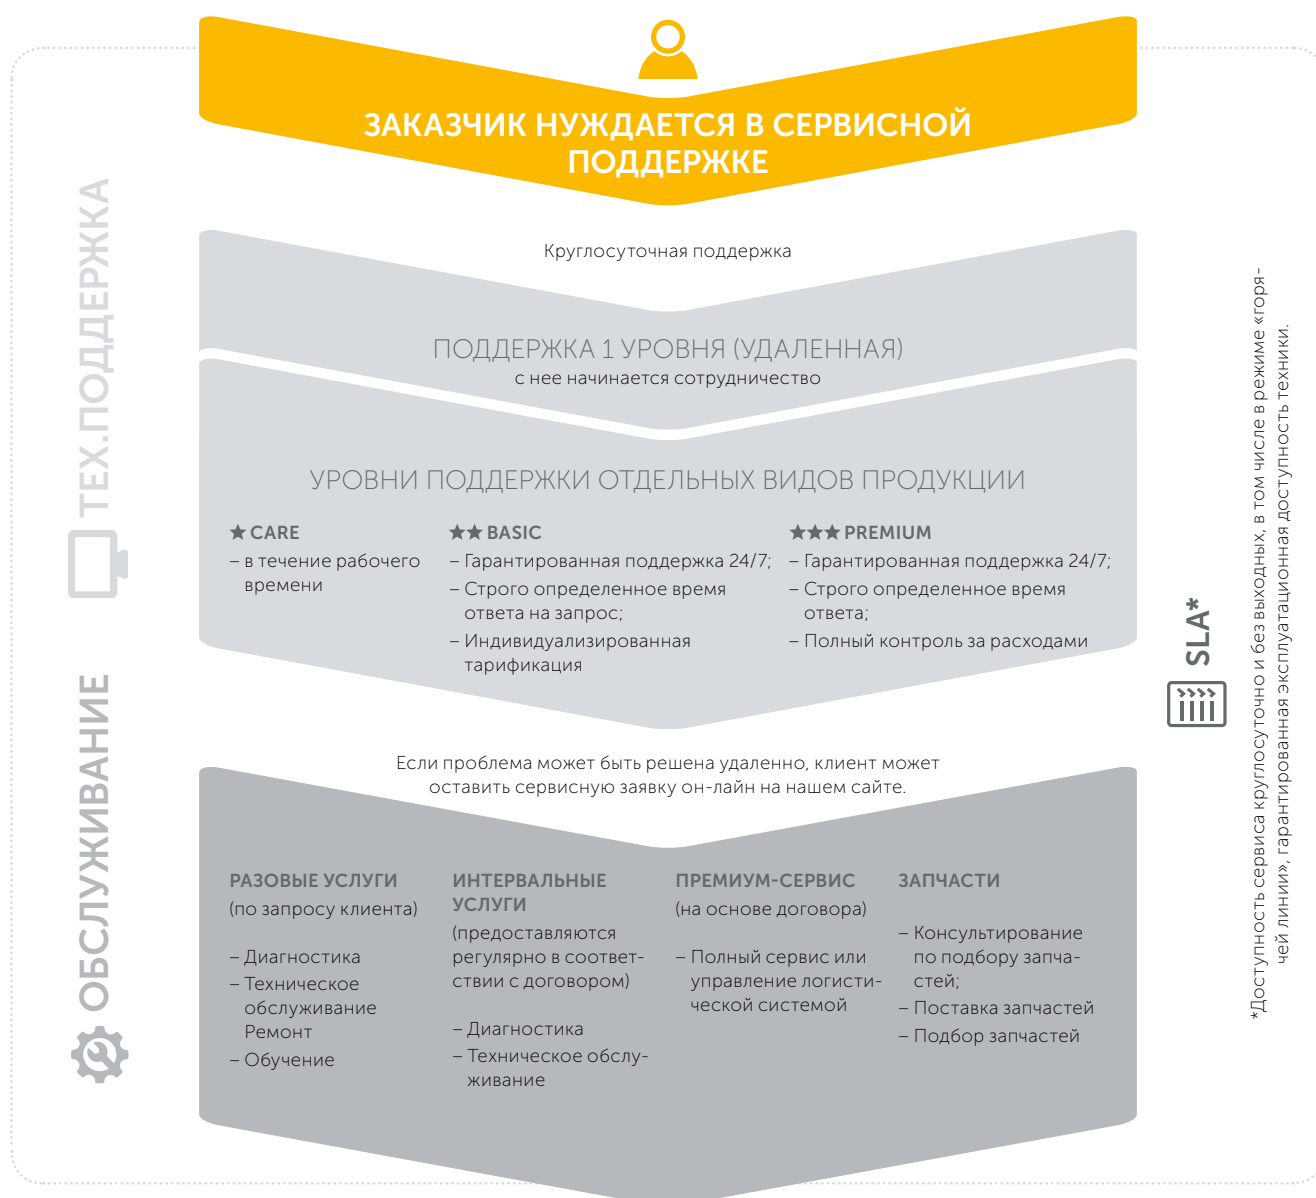 ЗАКАЗЧИК НУЖДАЕТСЯ В СЕРВИСНОЙ
ПОДДЕРЖКЕ
ТЕХ.ПОДДЕРЖКА
Круглосуточная поддержка
ПОДДЕРЖКА 1 УРОВНЯ (УДАЛЕННАЯ)
с нее начинается сотрудничество
УРОВНИ ПОДДЕРЖКИ ОТДЕЛЬНЫХ ВИДОВ ПРОДУКЦИИ
★ CARE
– в течение рабочего
времени
★★ BASIC
– Гарантированная поддержка 24/7;
– Строго определенное время
ответа на запрос;
– Индивидуализированная
тарификация
★★★ PREMIUM
– Гарантированная поддержка 24/7;
– Строго определенное время
ответа;
– Полный контроль за расходами
ОБСЛУЖИВАНИЕ
Если проблема может быть решена удаленно, клиент может
оставить сервисную заявку он-лайн на нашем сайте.
РАЗОВЫЕ УСЛУГИ
(по запросу клиента)
– Диагностика
– Техническое
обслуживание
Ремонт
– Обучение
ИНТЕРВАЛЬНЫЕ
УСЛУГИ
(предоставляются
регулярно в соответ-
ствии с договором)
– Диагностика
– Техническое обслу-
живание
ПРЕМИУМ-СЕРВИС
(на основе договора)
– Полный сервис или
управление логисти-
ческой системой
ЗАПЧАСТИ
– Консультирование
по подбору запча-
стей;
– Поставка запчастей
– Подбор запчастей
SLA*
*Доступность сервиса круглосуточно и без выходных, в том числе в режиме «горя-
чей линии», гарантированная эксплуатационная доступность техники.